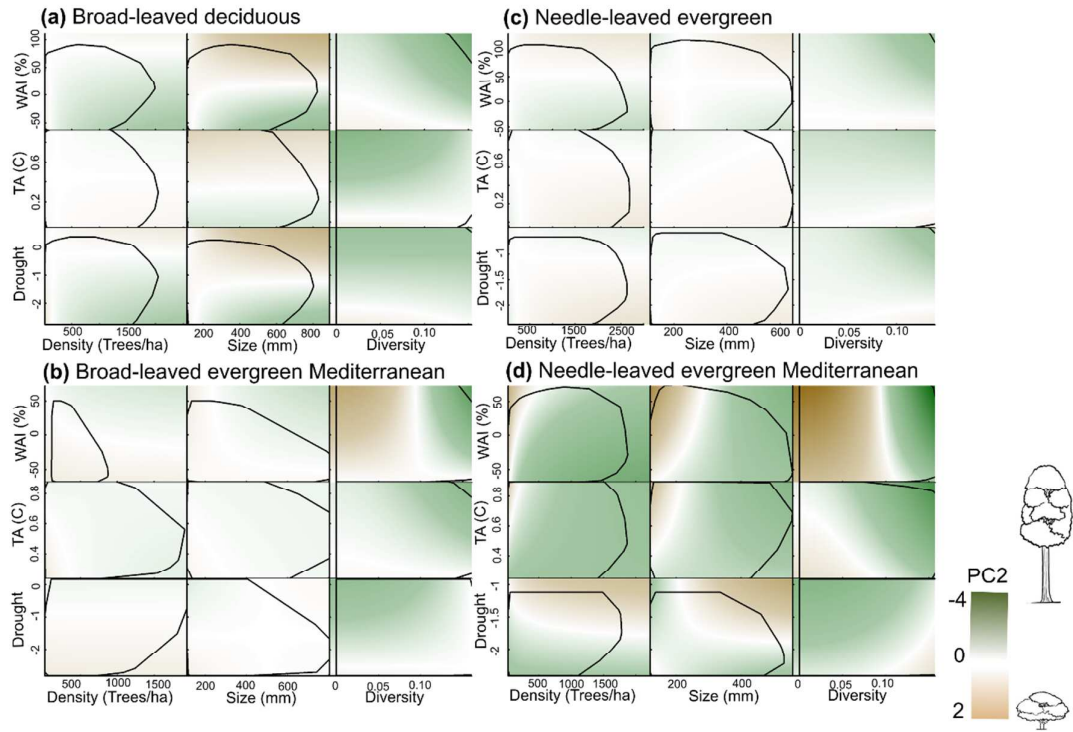 (a) Broad-leaved deciduous
WAI (%)
100
50
0
-50
TA (C)
0.6
0.2
Drought
0
-1
-2
500 1500
Density (Trees/ha)
200 400 600 800
Size (mm)
0 0.05 0.10
Diversity
(c) Needle-leaved evergreen
WAI (%)
100
50
0
-50
TA (C)
0.6
0.2
Drought
-1
-1.5
-2
500 1500 2500
Density (Trees/ha)
200 400 600
Size (mm)
0 0.05 0.10
Diversity
(b) Broad-leaved evergreen Mediterranean
WAI (%)
50
0
-50
TA (C)
0.8
0.6
0.4
Drought
0
-1
-2
500 1000
Density (Trees/ha)
200 400 600
Size (mm)
0 0.05 0.10
Diversity
(d) Needle-leaved evergreen Mediterranean
WAI (%)
50
0
-50
TA (C)
0.8
0.6
0.4
Drought
-1
-1.5
-2
500 1000 1500
Density (Trees/ha)
200 400
Size (mm)
0 0.05 0.10
Diversity
PC2
-4
0
2